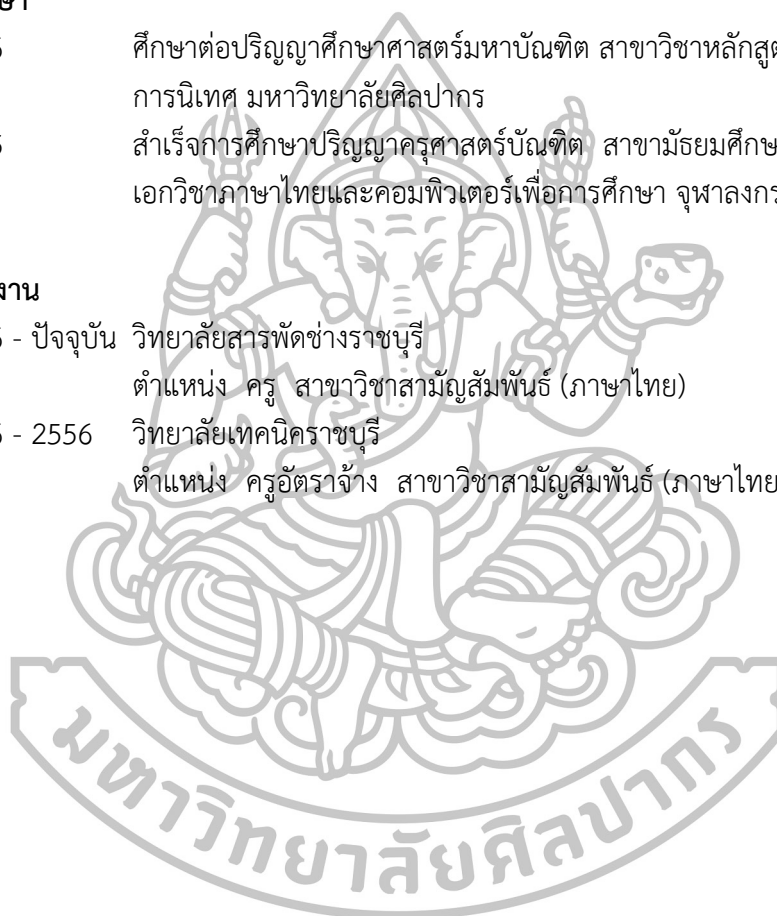 ศึกษาต่อปริญญาศึกษาศาสตร์มหาบัณฑิต สาขาวิชาหลักสูต
การนิเทศ มหาวิทยาลัยศิลปากร
สำเร็จการศึกษาปริญญาครุศาสตร์บัณฑิต สาขามัธยมศึกษ
เอกวิชาภาษาไทยและคอมพิวเตอร์เพื่อการศึกษา จุฬาลงกร
งาน
- ปัจจุบัน วิทยาลัยสารพัดช่างราชบุรี
ตำแหน่ง ครู สาขาวิชาสามัญสัมพันธ์ (ภาษาไทย)
- 2556 วิทยาลัยเทคนิคราชบุรี
ตำแหน่ง ครูอัตราจ้าง สาขาวิชาสามัญสัมพันธ์ (ภาษาไทย
มหาวิทยาลัยศิลปากร